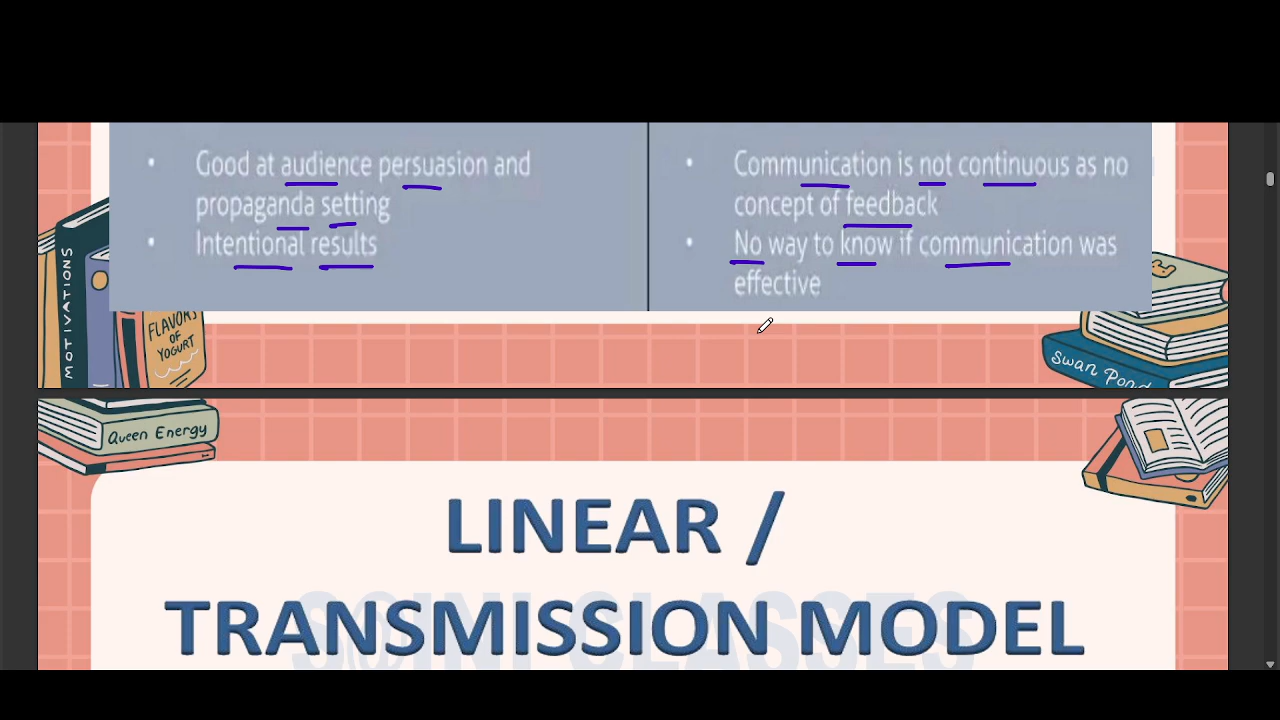 Good at audience persuasion and
propaganda setting
Intentional results
Communication is not continuous as no
concept of feedback
No way to know if communication was
effective
MOTIVATIONS
FLAVORS
OF
YOGURT
Swan Pond
Queen Energy
LINEAR /
TRANSMISSION MODEL